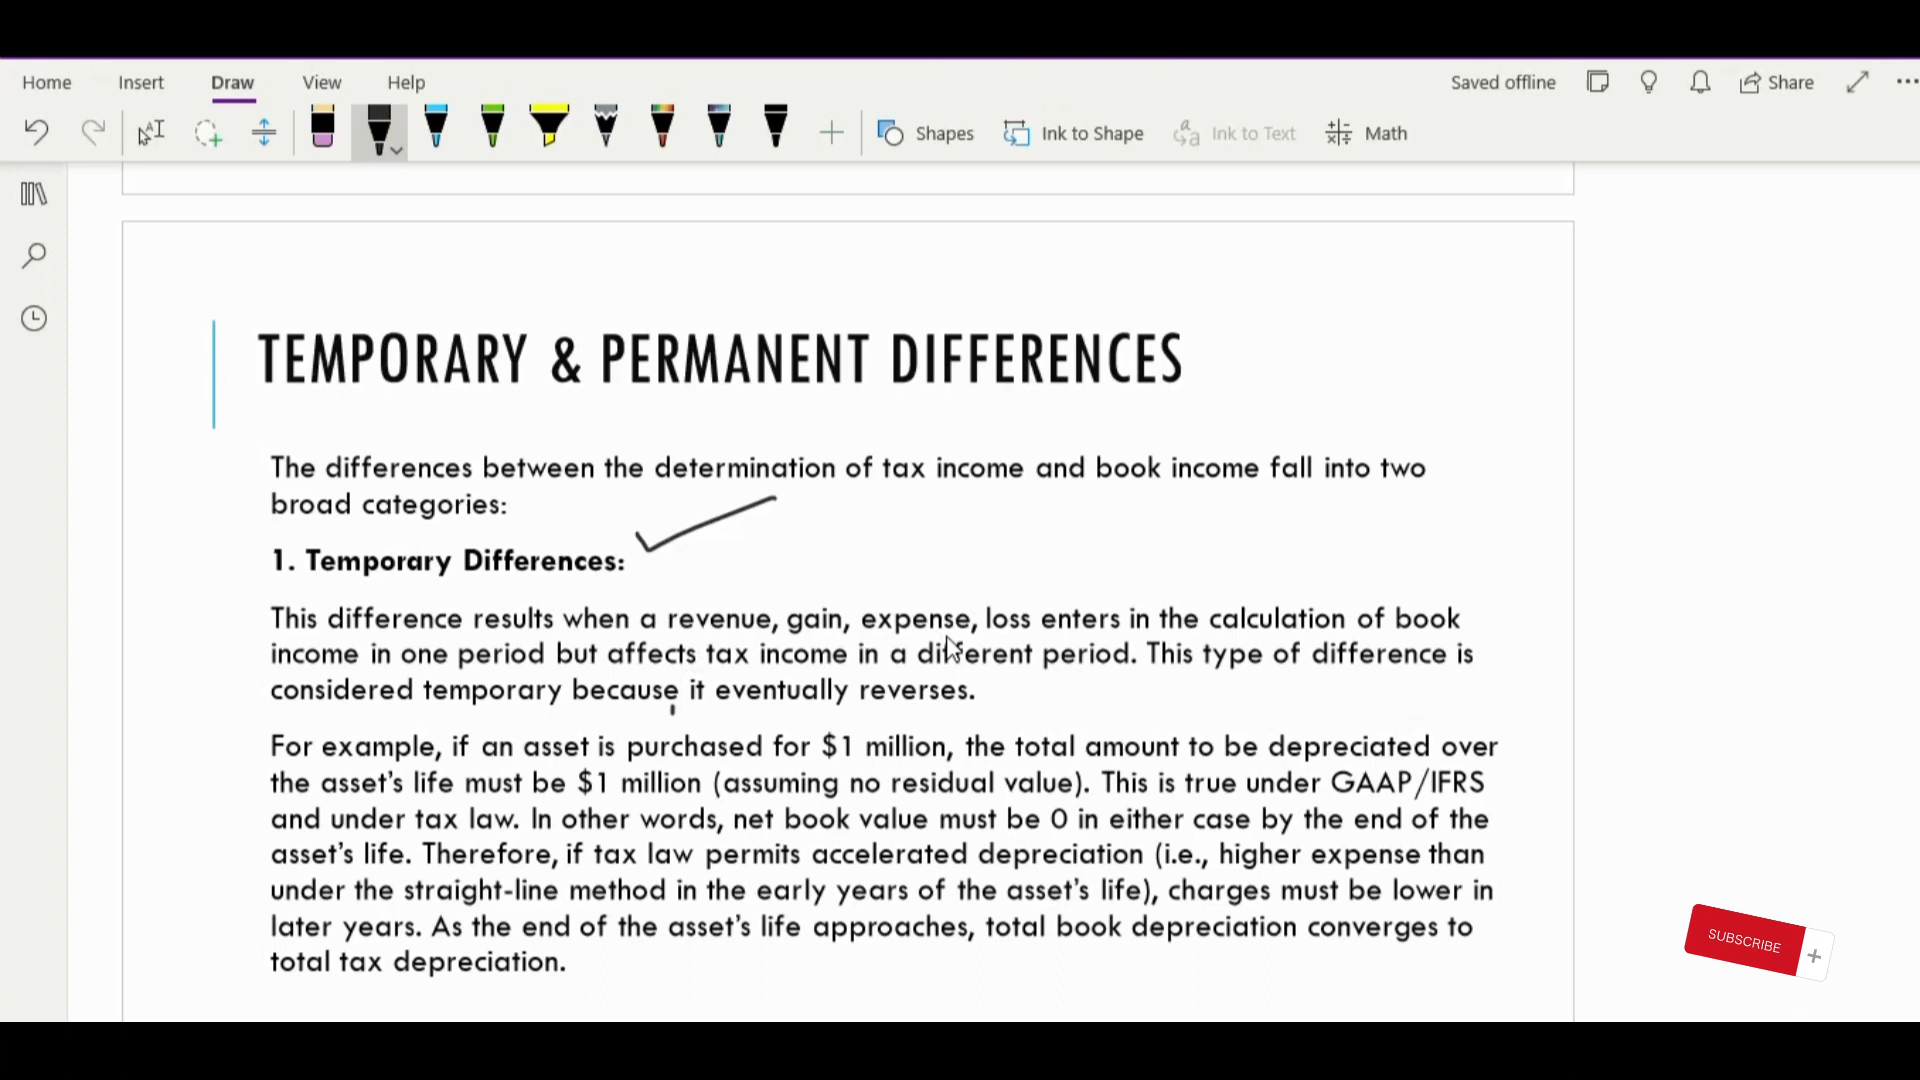 Home Insert Draw View Help Saved offline Share
Shapes Ink to Shape Ink to Text Math
TEMPORARY & PERMANENT DIFFERENCES
The differences between the determination of tax income and book income fall into two
broad categories:
1. Temporary Differences:
This difference results when a revenue, gain, expense, loss enters in the calculation of book
income in one period but affects tax income in a different period. This type of difference is
considered temporary because it eventually reverses.
For example, if an asset is purchased for $1 million, the total amount to be depreciated over
the asset's life must be $1 million (assuming no residual value). This is true under GAAP/IFRS
and under tax law. In other words, net book value must be 0 in either case by the end of the
asset's life. Therefore, if tax law permits accelerated depreciation (i.e., higher expense than
under the straight-line method in the early years of the asset's life), charges must be lower in
later years. As the end of the asset's life approaches, total book depreciation converges to
total tax depreciation.
SUBSCRIBE